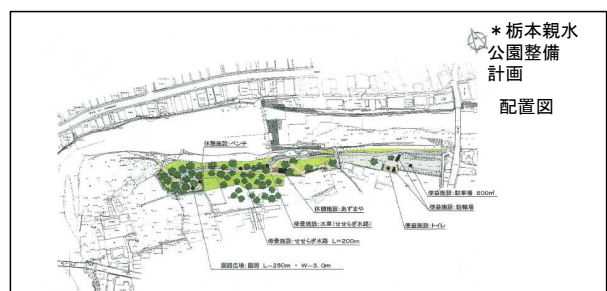 ＊栃本親水
公園整備
計画
配置図
休憩施設:ベンチ
便益施設:駐車場 800㎡
便益施設:駐輪場
休憩施設:あずまや
便益施設:トイレ
修景施設:水車(せせらぎ水路)
修景施設:せせらぎ水路 L=200m
園路広場:園路 L=280m ・ W=3.0m